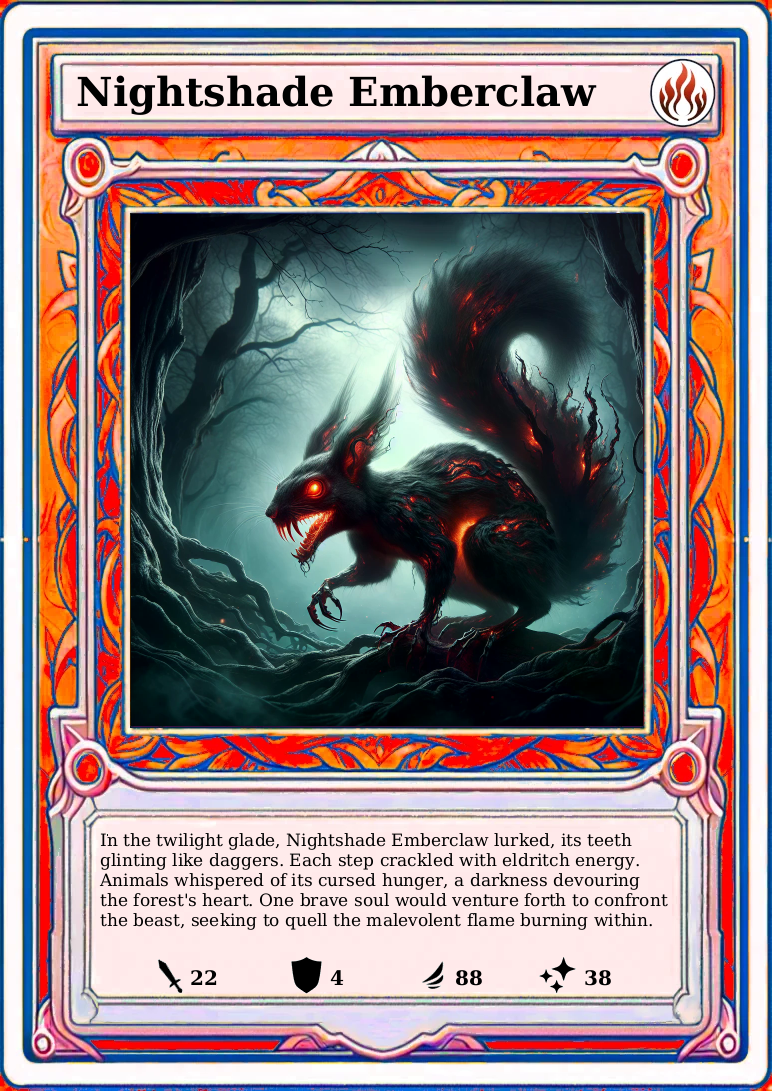 Nightshade Emberclaw
In the twilight glade, Nightshade Emberclaw lurked, its teeth
glinting like daggers. Each step crackled with eldritch energy.
Animals whispered of its cursed hunger, a darkness devouring
the forest's heart. One brave soul would venture forth to confront
the beast, seeking to quell the malevolent flame burning within.
22 4 88 38